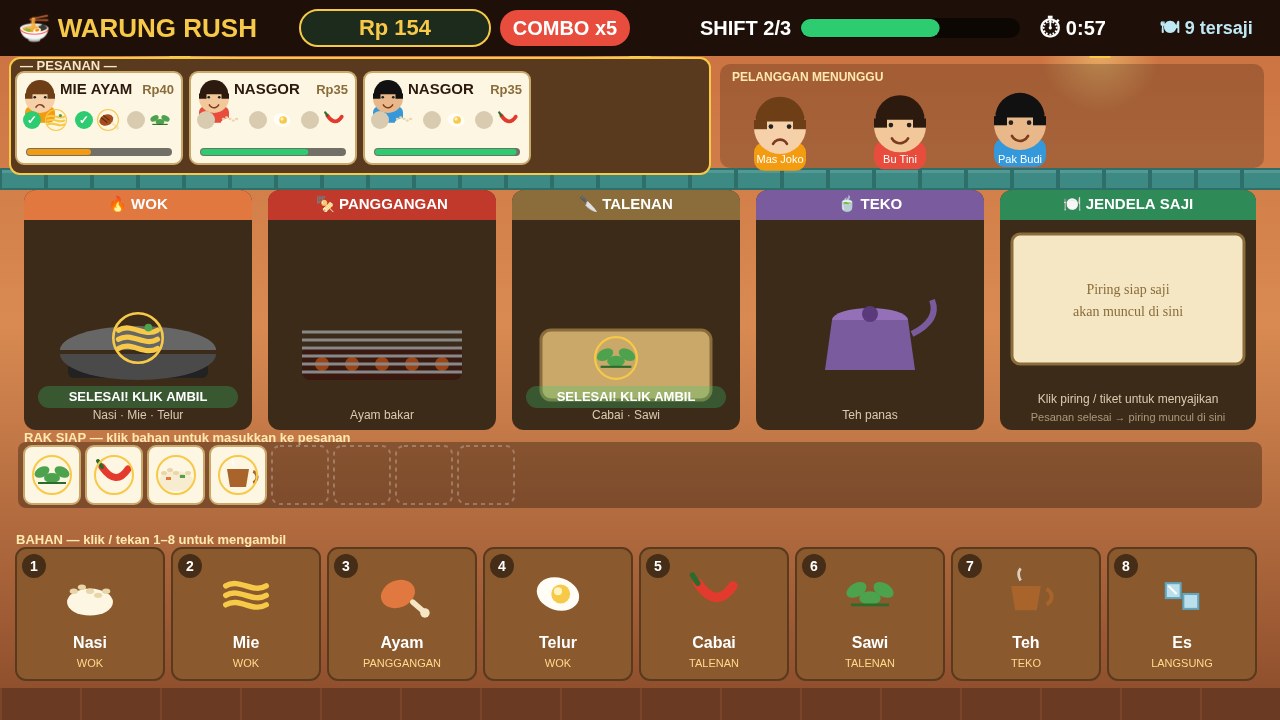 WARUNG RUSH
Rp 154
COMBO x5
SHIFT 2/3
0:57
9 tersaji
— PESANAN —
MIE AYAM Rp40
NASGOR Rp35
NASGOR Rp35
PELANGGAN MENUNGGU
Mas Joko
Bu Tini
Pak Budi
WOK
SELESAI! KLIK AMBIL
Nasi · Mie · Telur
PANGGANGAN
Ayam bakar
TALENAN
SELESAI! KLIK AMBIL
Cabai · Sawi
TEKO
Teh panas
JENDELA SAJI
Piring siap saji
akan muncul di sini
Klik piring / tiket untuk menyajikan
Pesanan selesai → piring muncul di sini
RAK SIAP — klik bahan untuk masukkan ke pesanan
BAHAN — klik / tekan 1–8 untuk mengambil
1
Nasi
WOK
2
Mie
WOK
3
Ayam
PANGGANGAN
4
Telur
WOK
5
Cabai
TALENAN
6
Sawi
TALENAN
7
Teh
TEKO
8
Es
LANGSUNG